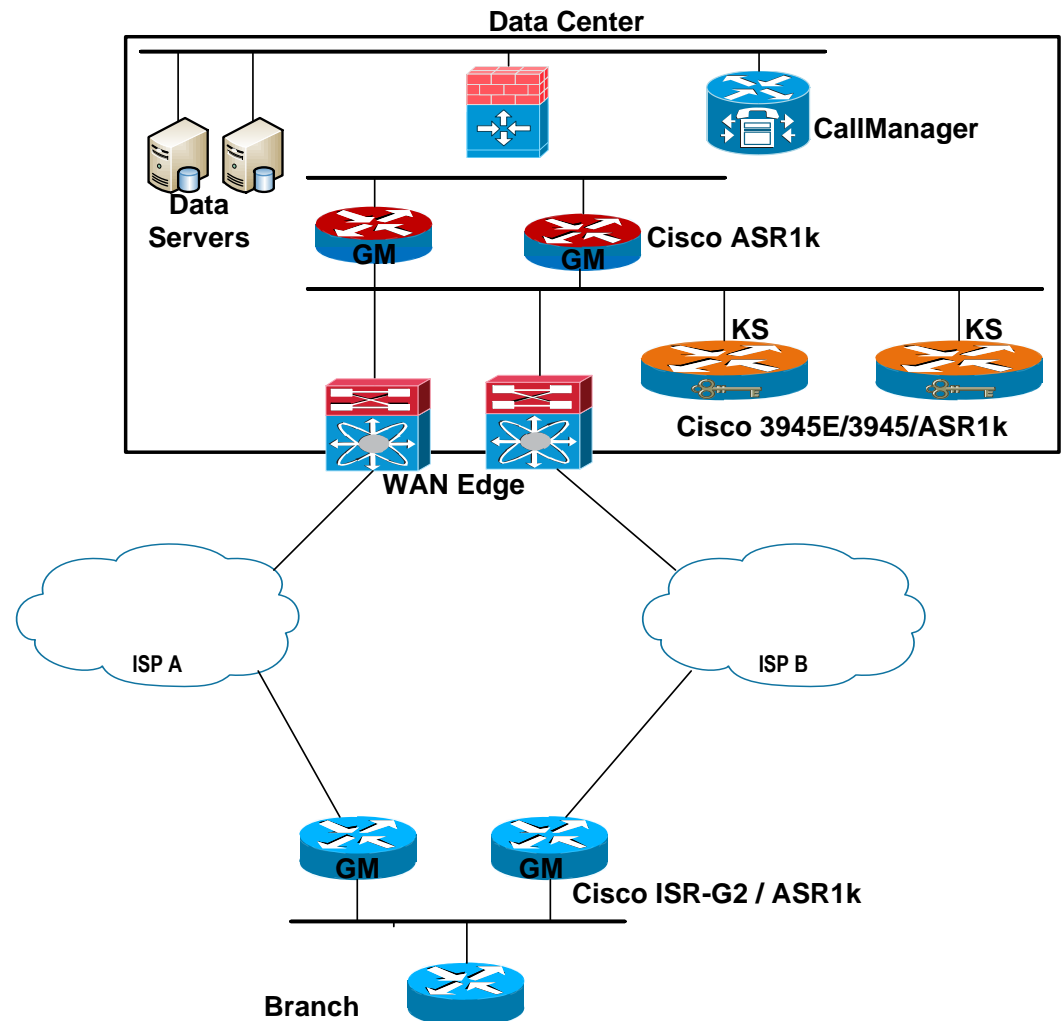 Data Center
CallManager
Data
Servers
GM
GM
Cisco ASR1k
KS
KS
Cisco 3945E/3945/ASR1k
WAN Edge
ISP A
ISP B
GM
GM
Cisco ISR-G2 / ASR1k
Branch